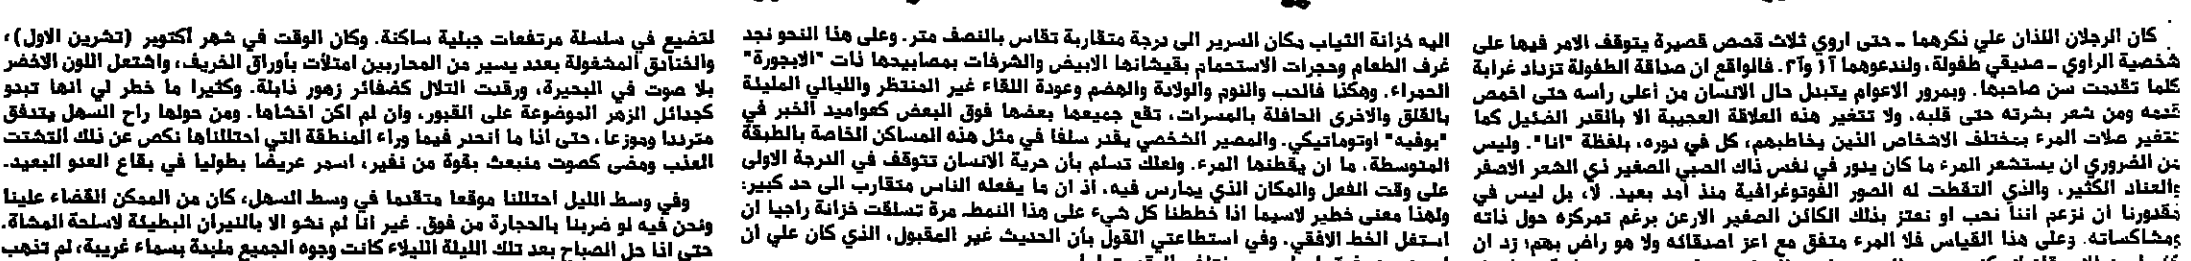 كان الرجلان اللذان علي ذكرهما ـ حتى اروي ثلاث قصص قصيرة يتوقف الامر فيها على
شخصية الراوي ـ صديقي طفولة، ولندعوهما آ١ وآ٢. فالواقع ان صداقة الطفولة تزداد غرابة
كلما تقدمت سن صاحبها. وبمرور الاعوام يتبدل حال الانسان من أعلى رأسه حتى اخمص
قدمه ومن شعر بشرته حتى قلبه. ولا تتغير هذه العلاقة العجيبة الا بالقدر الضئيل كما
تتغير صلات المرء بمختلف الاشخاص الذين يخاطبهم، كل في دوره، بلفظة "انا". وليس
من الضروري ان يستشعر المرء ما كان يدور في نفس ذاك الصبي الصغير ذي الشعر الاصفر
والعناد الكثير، والذي التقطت له الصور الفوتوغرافية منذ أمد بعيد. لا، بل ليس في
مقدورنا ان نزعم اننا نحب او نعتز بذلك الكائن الصغير الارعن برغم تمركزه حول ذاته
ومشاكساته. وعلى هذا القياس فلا المرء متفق مع اعز اصدقائه ولا هو راض بهم؛ زد ان
اليه خزانة الثياب مكان السرير الى درجة متقاربة تقاس بالنصف متر. وعلى هذا النحو نجد
غرف الطعام وحجرات الاستحمام بقيشانها الابيض والشرفات بمصابيحها ذات "الابجورة"
الحمراء. وهكذا فالحب والنوم والولادة والهضم وعودة اللقاء غير المنتظر والليالي المليئة
بالقلق والاخرى الحافلة بالمسرات، تقع جميعها بعضها فوق البعض كعواميد الخبر في
"بوفيه" اوتوماتيكي. والمصير الشخصي يقدر سلفا في مثل هذه المساكن الخاصة بالطبقة
المتوسطة، ما ان يقطنها المرء. ولعلك تسلم بأن حرية الانسان تتوقف في الدرجة الاولى
على وقت الفعل والمكان الذي يمارس فيه، اذ ان ما يفعله الناس متقارب الى حد كبير:
ولهذا معنى خطير لاسيما اذا خططنا كل شيء على هذا النمط. مرة تسلقت خزانة راجيا ان
استغل الخط الافقي. وفي استطاعتي القول بأن الحديث غير المقبول، الذي كان علي ان
لتضيع في سلسلة مرتفعات جبلية ساكنة. وكان الوقت في شهر أكتوبر (تشرين الاول)،
والخنادق المشغولة بعدد يسير من المحاربين امتلأت بأوراق الخريف، واشتعل اللون الاخضر
بلا صوت في البحيرة، ورقدت التلال كضفائر زهور ذابلة. وكثيرا ما خطر لي انها تبدو
كجدائل الزهر الموضوعة على القبور، وان لم اكن اخشاها. ومن حولها راح السهل يتدفق
مترددا وموزعا، حتى اذا ما انحدر فيما وراء المنطقة التي احتللناها نكص عن ذلك التشتت
العذب ومضى كصوت منبعث بقوة من نفير، اسمر عريضا بطوليا في بقاع العدو البعيد.
وفي وسط الليل احتللنا موقعا متقدما في وسط السهل، كان من الممكن القضاء علينا
ونحن فيه لو ضربنا بالحجارة من فوق. غير انا لم نشو الا بالنيران البطيئة لاسلحة المشاة.
حتى اذا حل الصباح بعد تلك الليلة الليلاء كانت وجوه الجميع ملبدة بسماء غريبة، لم تذهب